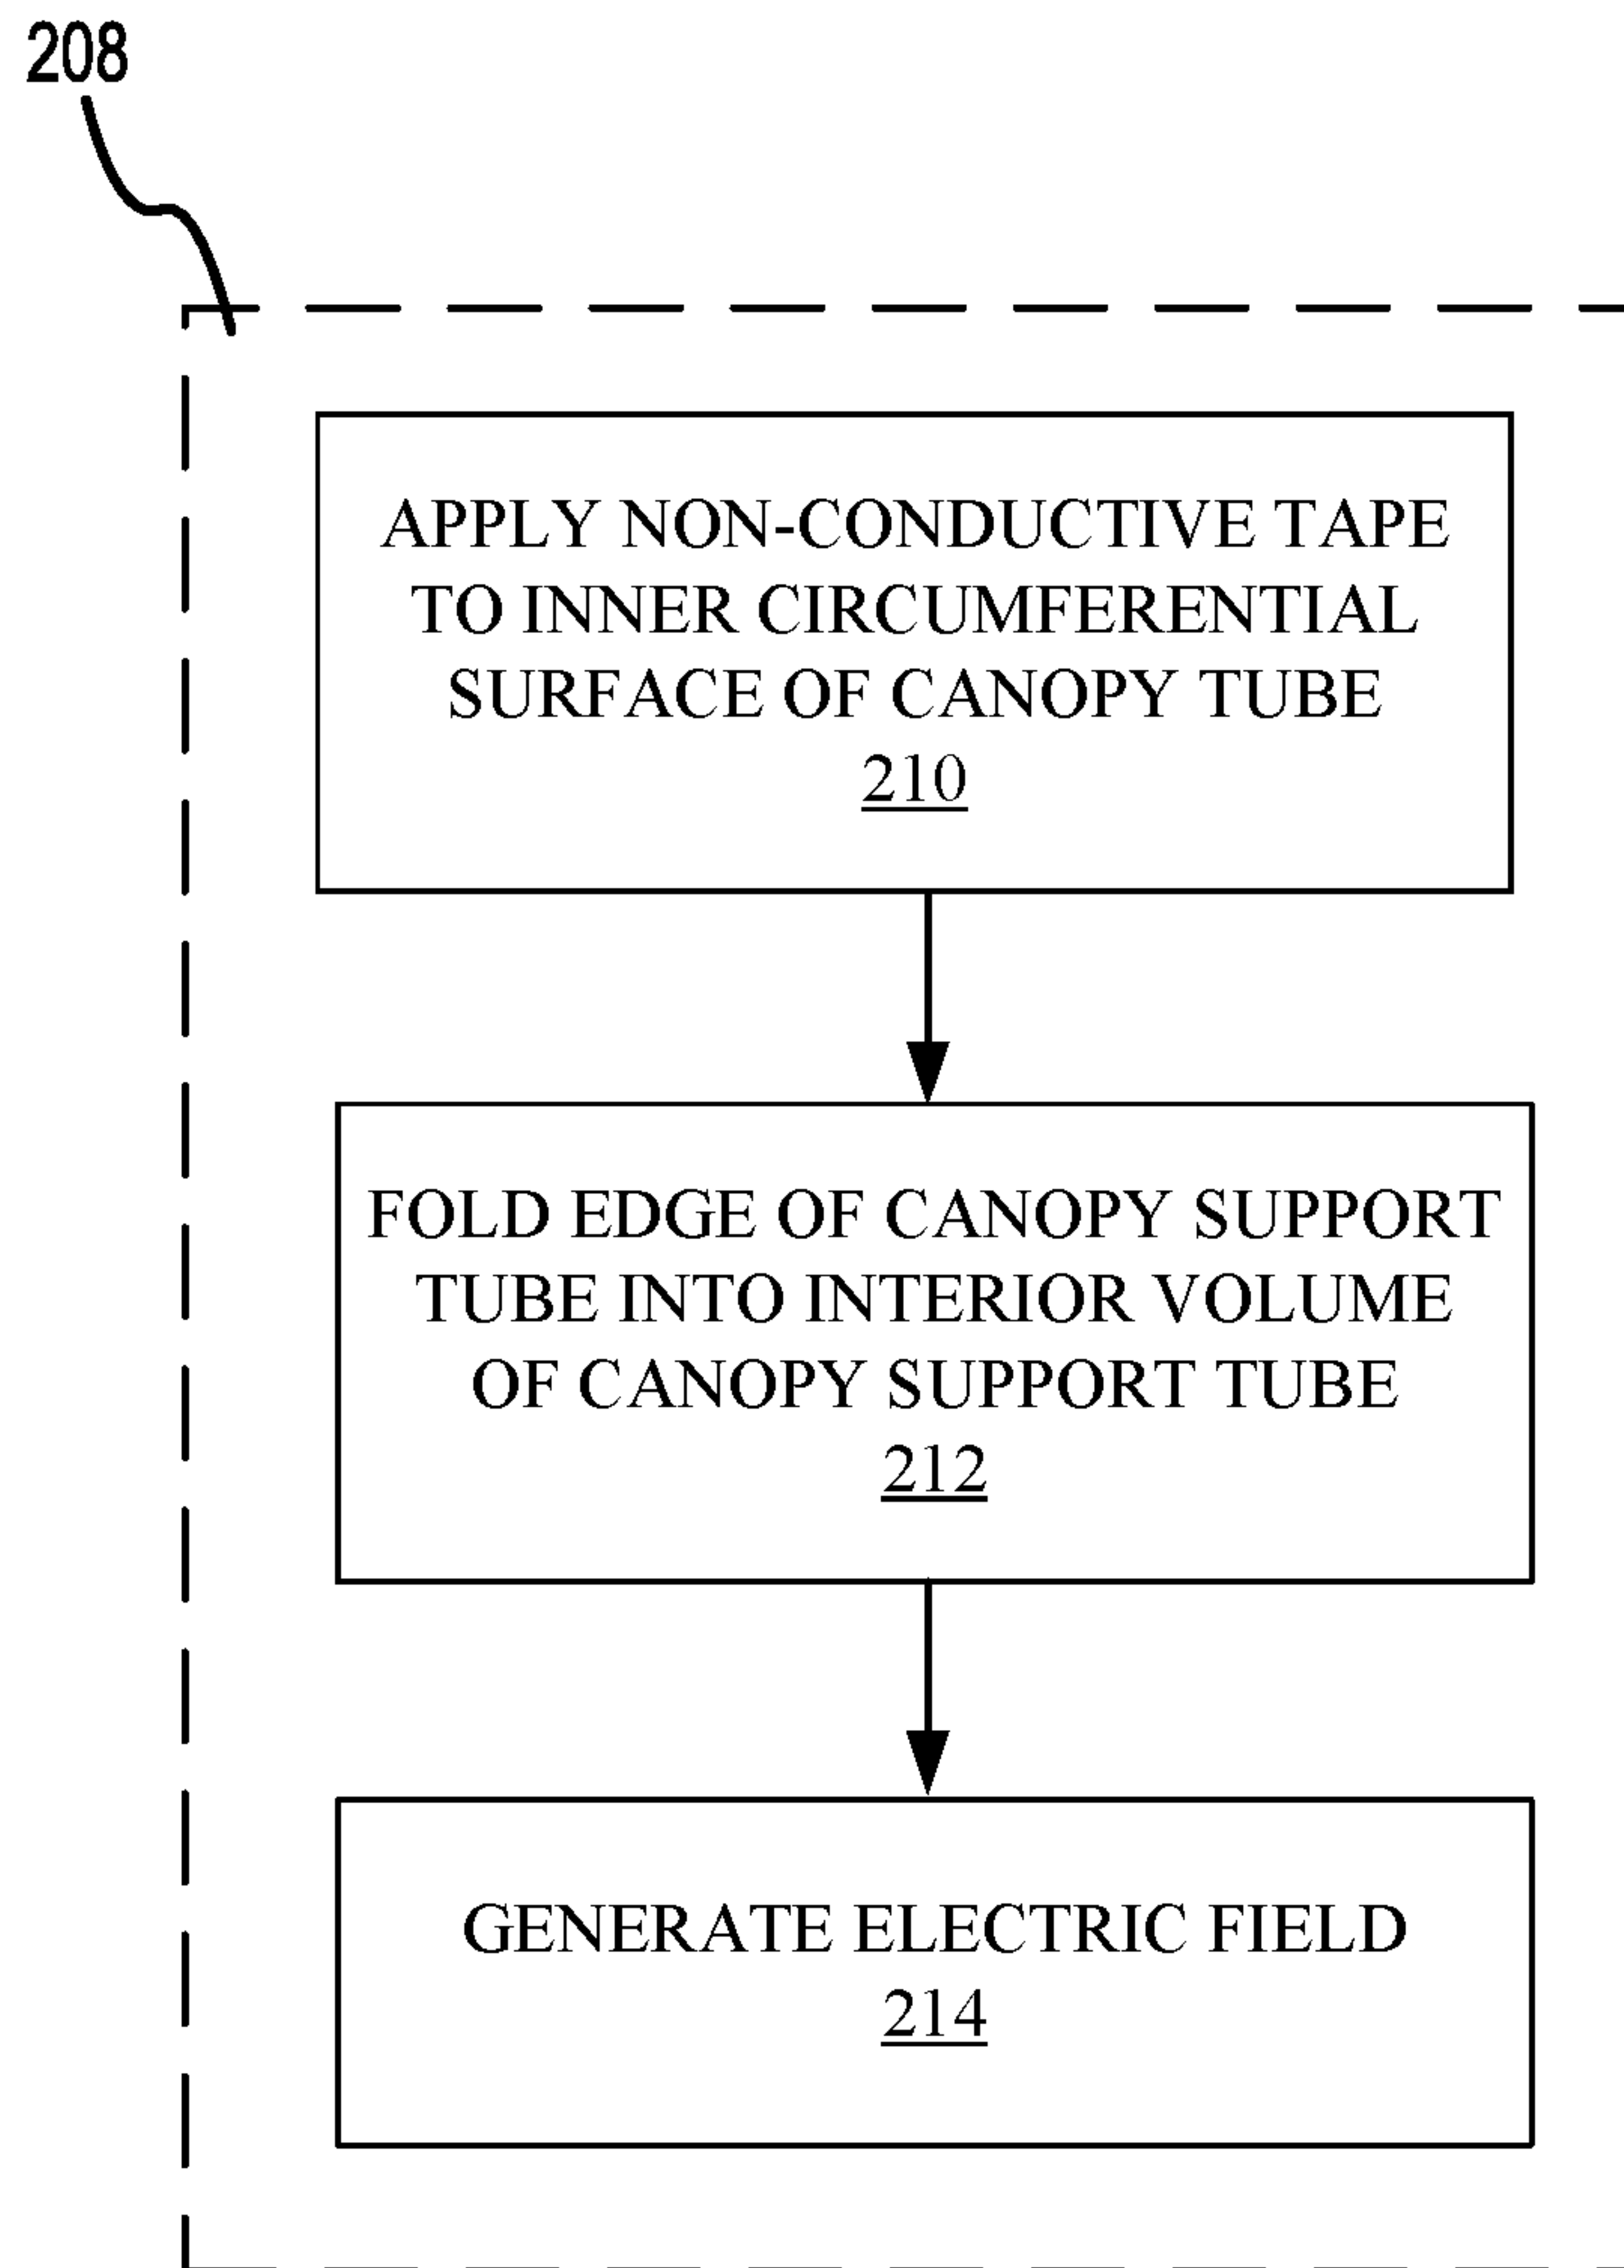 208
APPLY NON-CONDUCTIVE TAPE
TO INNER CIRCUMFERENTIAL
SURFACE OF CANOPY TUBE
210
FOLD EDGE OF CANOPY SUPPORT
TUBE INTO INTERIOR VOLUME
OF CANOPY SUPPORT TUBE
212
GENERATE ELECTRIC FIELD
214